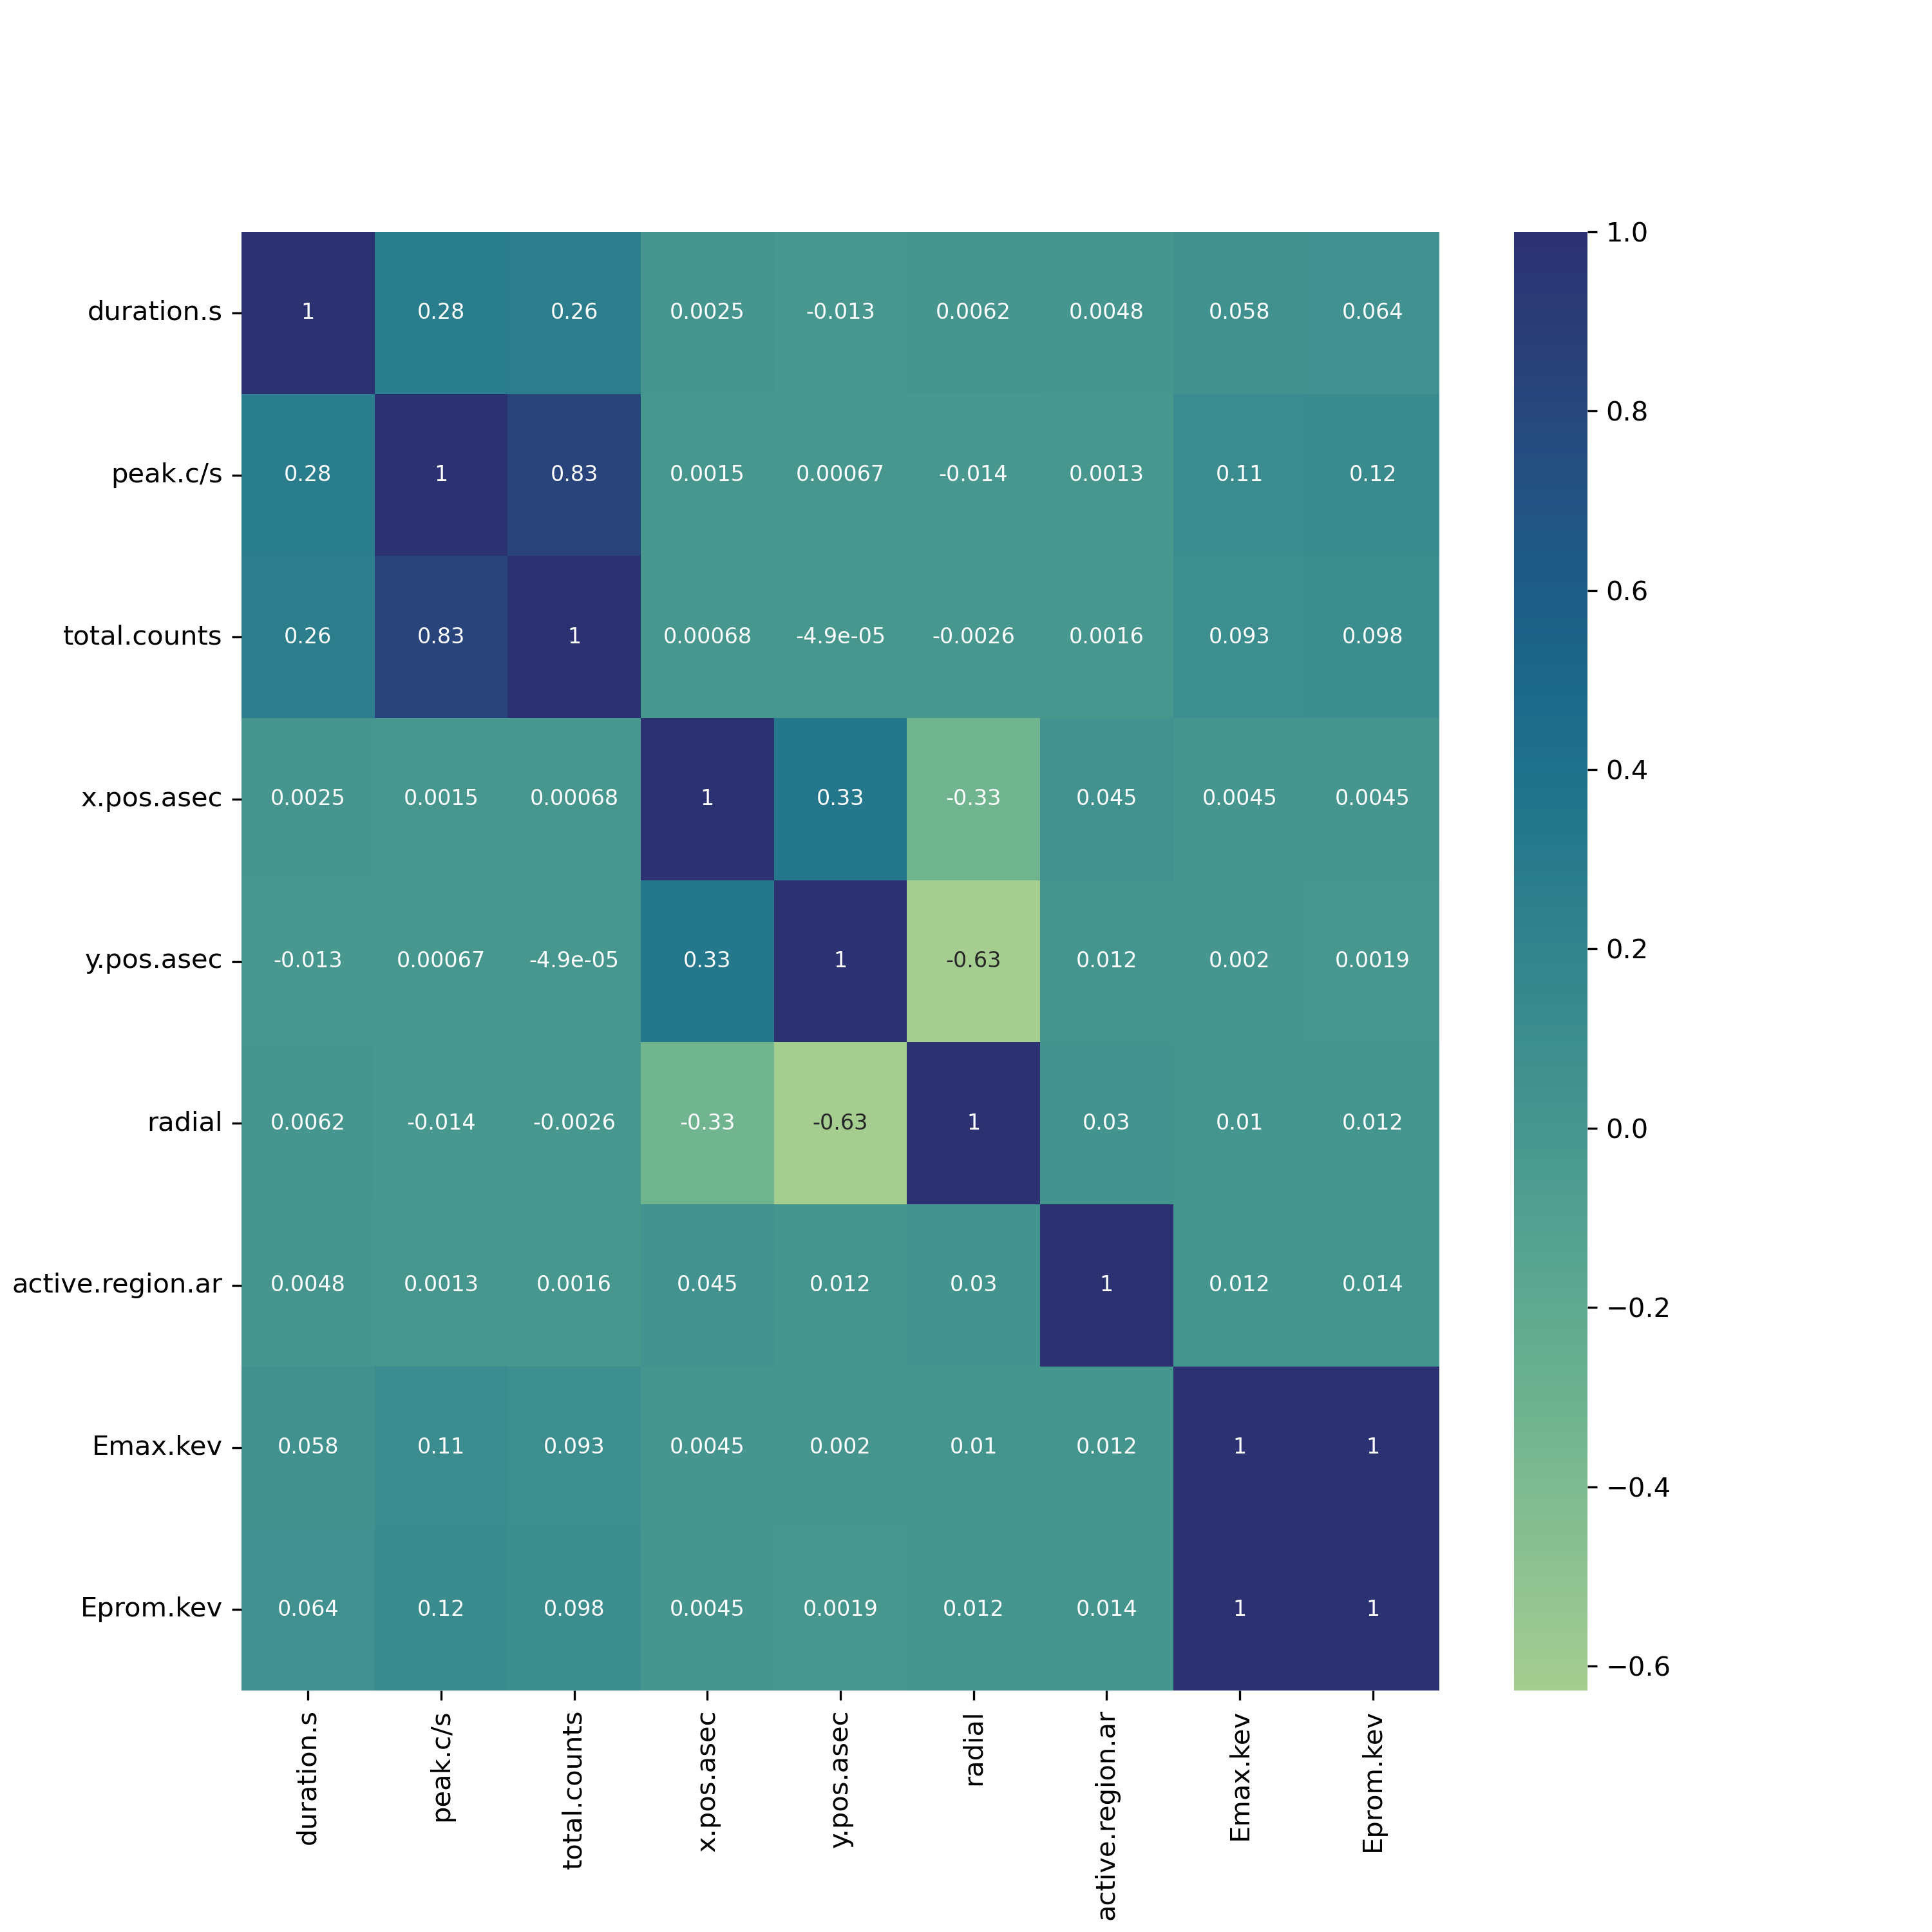 duration.s 1 0.28 0.26 0.0025 -0.013 0.0062 0.0048 0.058 0.064
peak.c/s 0.28 1 0.83 0.0015 0.00067 -0.014 0.0013 0.11 0.12
total.counts 0.26 0.83 1 0.00068 -4.9e-05 -0.0026 0.0016 0.093 0.098
x.pos.asec 0.0025 0.0015 0.00068 1 0.33 -0.33 0.045 0.0045 0.0045
y.pos.asec -0.013 0.00067 -4.9e-05 0.33 1 -0.63 0.012 0.002 0.0019
radial 0.0062 -0.014 -0.0026 -0.33 -0.63 1 0.03 0.01 0.012
active.region.ar 0.0048 0.0013 0.0016 0.045 0.012 0.03 1 0.012 0.014
Emax.kev 0.058 0.11 0.093 0.0045 0.002 0.01 0.012 1 1
Eprom.kev 0.064 0.12 0.098 0.0045 0.0019 0.012 0.014 1 1
duration.s
peak.c/s
total.counts
x.pos.asec
y.pos.asec
radial
active.region.ar
Emax.kev
Eprom.kev
1.0
0.8
0.6
0.4
0.2
0.0
−0.2
−0.4
−0.6